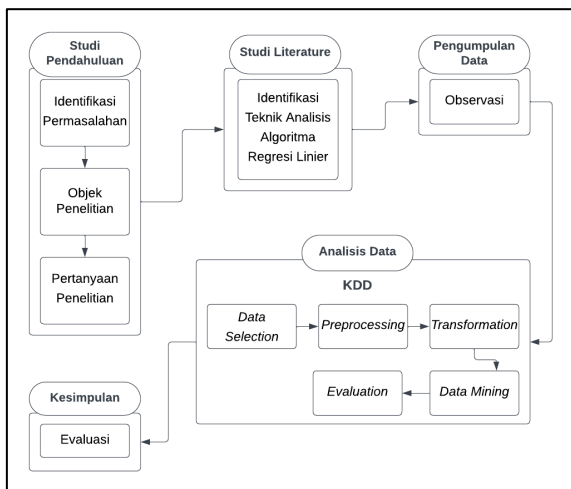 Studi
Pendahuluan
Identifikasi
Permasalahan
Objek
Penelitian
Pertanyaan
Penelitian
Studi Literature
Identifikasi
Teknik Analisis
Algoritma
Regresi Linier
Pengumpulan
Data
Observasi
Analisis Data
KDD
Data
Selection
Preprocessing
Transformation
Data Mining
Evaluation
Kesimpulan
Evaluasi